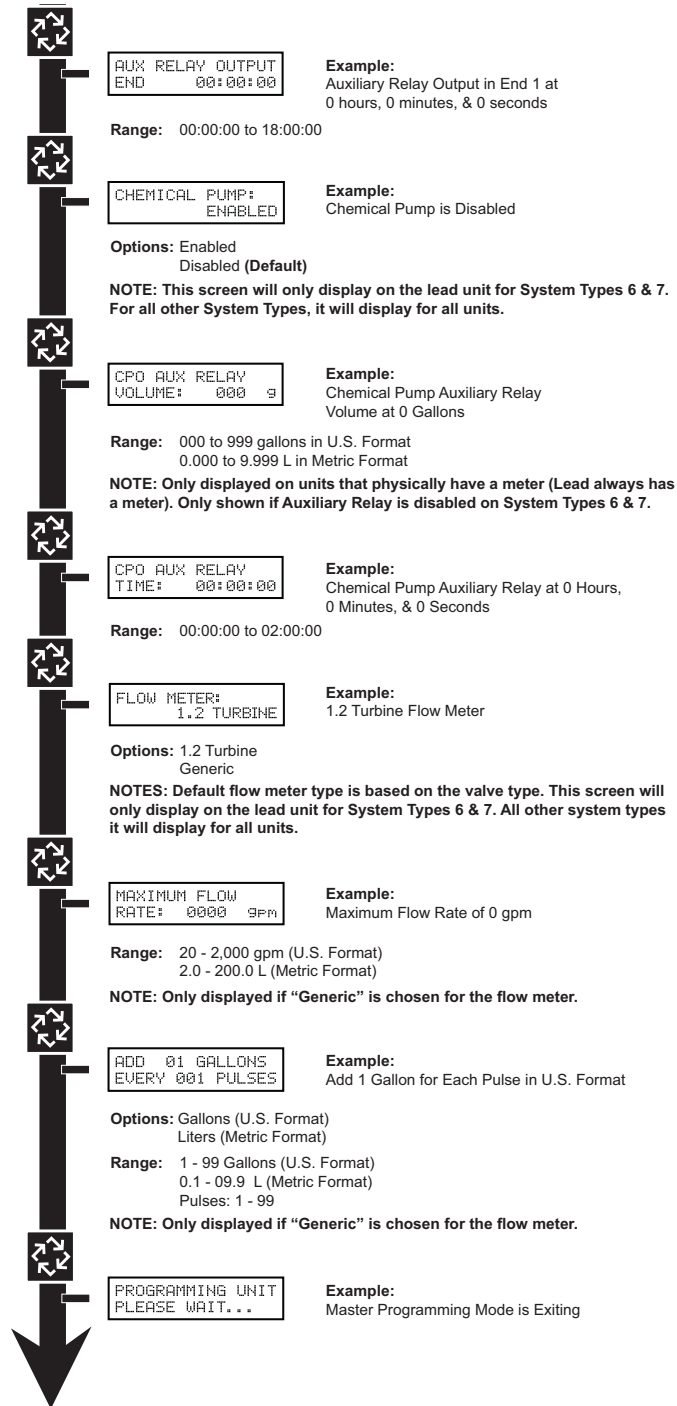 AUX RELAY OUTPUT
END 00:00:00
Example:
Auxiliary Relay Output in End 1 at
0 hours, 0 minutes, & 0 seconds
Range: 00:00:00 to 18:00:00
CHEMICAL PUMP:
ENABLED
Example:
Chemical Pump is Disabled
Options: Enabled
Disabled (Default)
NOTE: This screen will only display on the lead unit for System Types 6 & 7.
For all other System Types, it will display for all units.
CPO AUX RELAY
VOLUME: 000 g
Example:
Chemical Pump Auxiliary Relay
Volume at 0 Gallons
Range: 000 to 999 gallons in U.S. Format
0.000 to 9.999 L in Metric Format
NOTE: Only displayed on units that physically have a meter (Lead always has
a meter). Only shown if Auxiliary Relay is disabled on System Types 6 & 7.
CPO AUX RELAY
TIME: 00:00:00
Example:
Chemical Pump Auxiliary Relay at 0 Hours,
0 Minutes, & 0 Seconds
Range: 00:00:00 to 02:00:00
FLOW METER:
1.2 TURBINE
Example:
1.2 Turbine Flow Meter
Options: 1.2 Turbine
Generic
NOTES: Default flow meter type is based on the valve type. This screen will
only display on the lead unit for System Types 6 & 7. All other system types
it will display for all units.
MAXIMUM FLOW
RATE: 0000 gpm
Example:
Maximum Flow Rate of 0 gpm
Range: 20 - 2,000 gpm (U.S. Format)
2.0 - 200.0 L (Metric Format)
NOTE: Only displayed if “Generic” is chosen for the flow meter.
ADD 01 GALLONS
EVERY 001 PULSES
Example:
Add 1 Gallon for Each Pulse in U.S. Format
Options: Gallons (U.S. Format)
Liters (Metric Format)
Range: 1 - 99 Gallons (U.S. Format)
0.1 - 09.9 L (Metric Format)
Pulses: 1 - 99
NOTE: Only displayed if “Generic” is chosen for the flow meter.
PROGRAMMING UNIT
PLEASE WAIT...
Example:
Master Programming Mode is Exiting